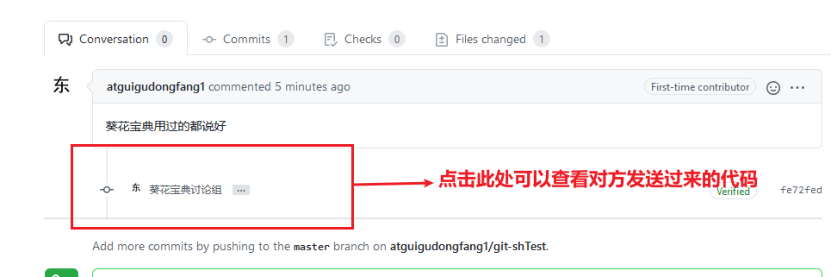 Conversation 0 Commits 1 Checks 0 Files changed 1
东 atguigudongfang1 commented 5 minutes ago First-time contributor
葵花宝典用过的都说好
东 葵花宝典讨论组 ... Verified fe72fed
点击此处可以查看对方发送过来的代码
Add more commits by pushing to the master branch on atguigudongfang1/git-shTest.